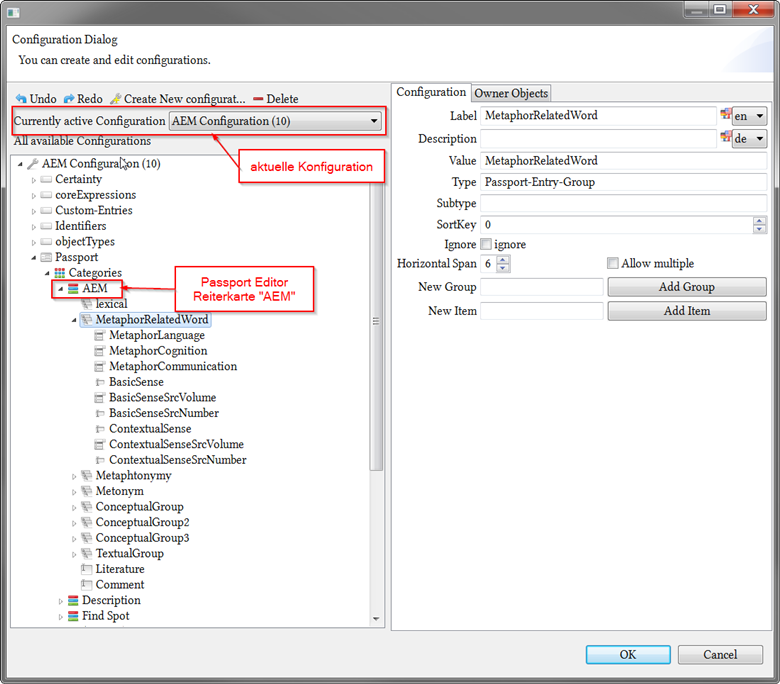 Configuration Dialog
You can create and edit configurations.
Undo Redo Create New configurat... Delete
Currently active Configuration AEM Configuration (10)
aktuelle Konfiguration
All available Configurations
AEM Configuration (10)
Certainty
coreExpressions
Custom-Entries
Identifiers
objectTypes
Passport
Categories
AEM
Passport Editor
Reiterkarte "AEM"
lexical
MetaphorRelatedWord
MetaphorLanguage
MetaphorCognition
MetaphorCommunication
BasicSense
BasicSenseSrcVolume
BasicSenseSrcNumber
ContextualSense
ContextualSenseSrcVolume
ContextualSenseSrcNumber
Metaphtonymy
Metonym
ConceptualGroup
ConceptualGroup2
ConceptualGroup3
TextualGroup
Literature
Comment
Description
Find Spot
Configuration Owner Objects
Label MetaphorRelatedWord en
Description de
Value MetaphorRelatedWord
Type Passport-Entry-Group
Subtype
SortKey 0
Ignore ignore
Horizontal Span 6 Allow multiple
New Group Add Group
New Item Add Item
OK Cancel